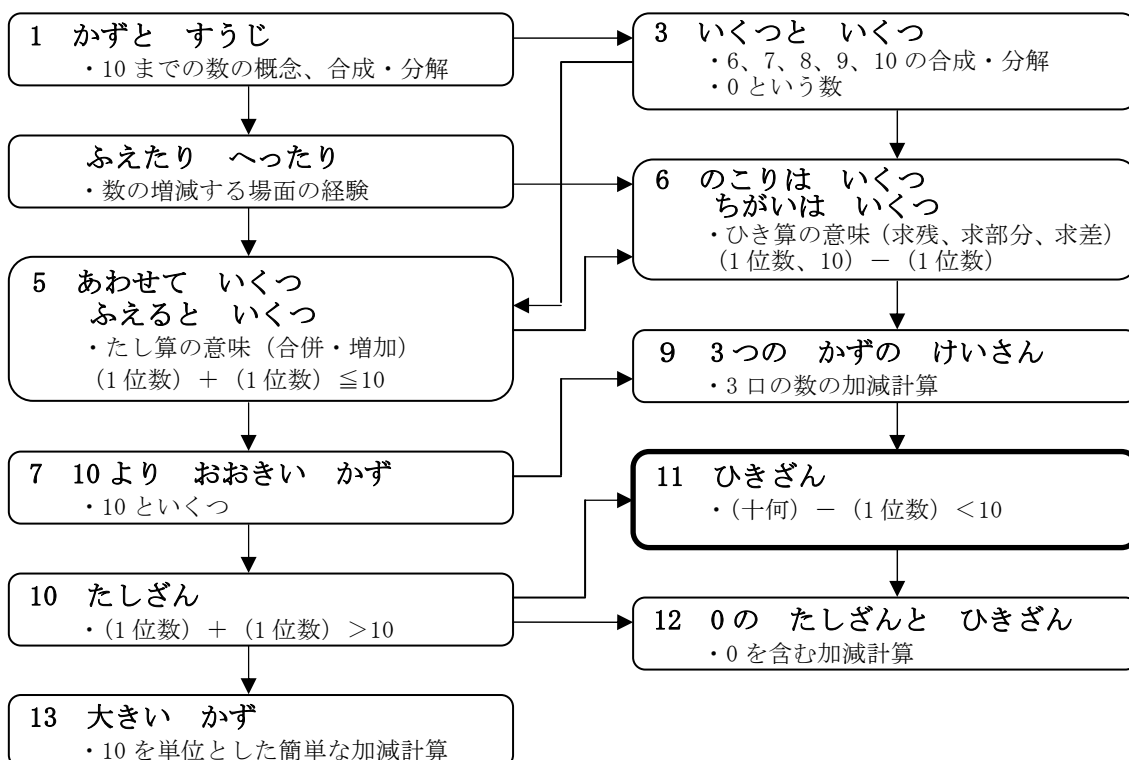 1 かずと すうじ
・10 までの数の概念、合成・分解
ふえたり へったり
・数の増減する場面の経験
5 あわせて いくつ
ふえると いくつ
・たし算の意味（合併・増加）
（1位数）＋（1位数）≦10
7 10より おおきい かず
・10 といくつ
10 たしざん
・（1位数）＋（1位数）＞10
13 大きい かず
・10 を単位とした簡単な加減計算
3 いくつと いくつ
・6、7、8、9、10 の合成・分解
・0 という数
6 のこりは いくつ
ちがいは いくつ
・ひき算の意味（求残、求部分、求差）
（1位数、10）－（1位数）
9 3つの かずの けいさん
・3口の数の加減計算
11 ひきざん
・（十何）－（1位数）＜10
12 0の たしざんと ひきざん
・0 を含む加減計算